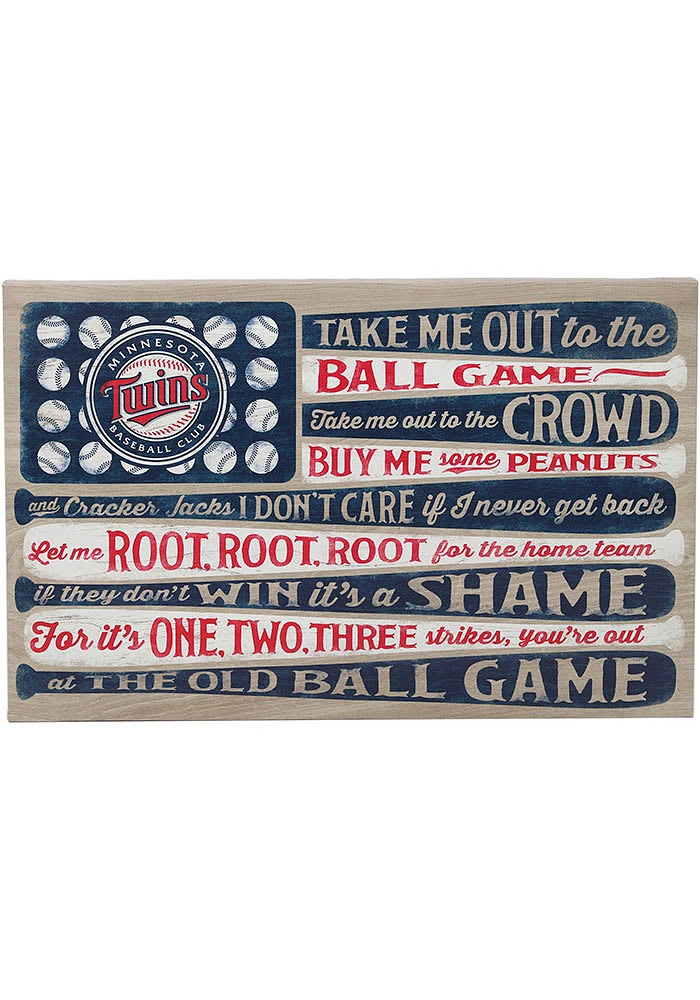 MINNESOTA
Twins
BASEBALL CLUB
TAKE ME OUT to the
BALL GAME
Take me out to the CROWD
BUY ME some PEANUTS
and Cracker Jacks I DON'T CARE if I never get back
Let me ROOT, ROOT, ROOT for the home team
if they don't WIN it's a SHAME
For it's ONE, TWO, THREE strikes, you're out
at THE OLD BALL GAME